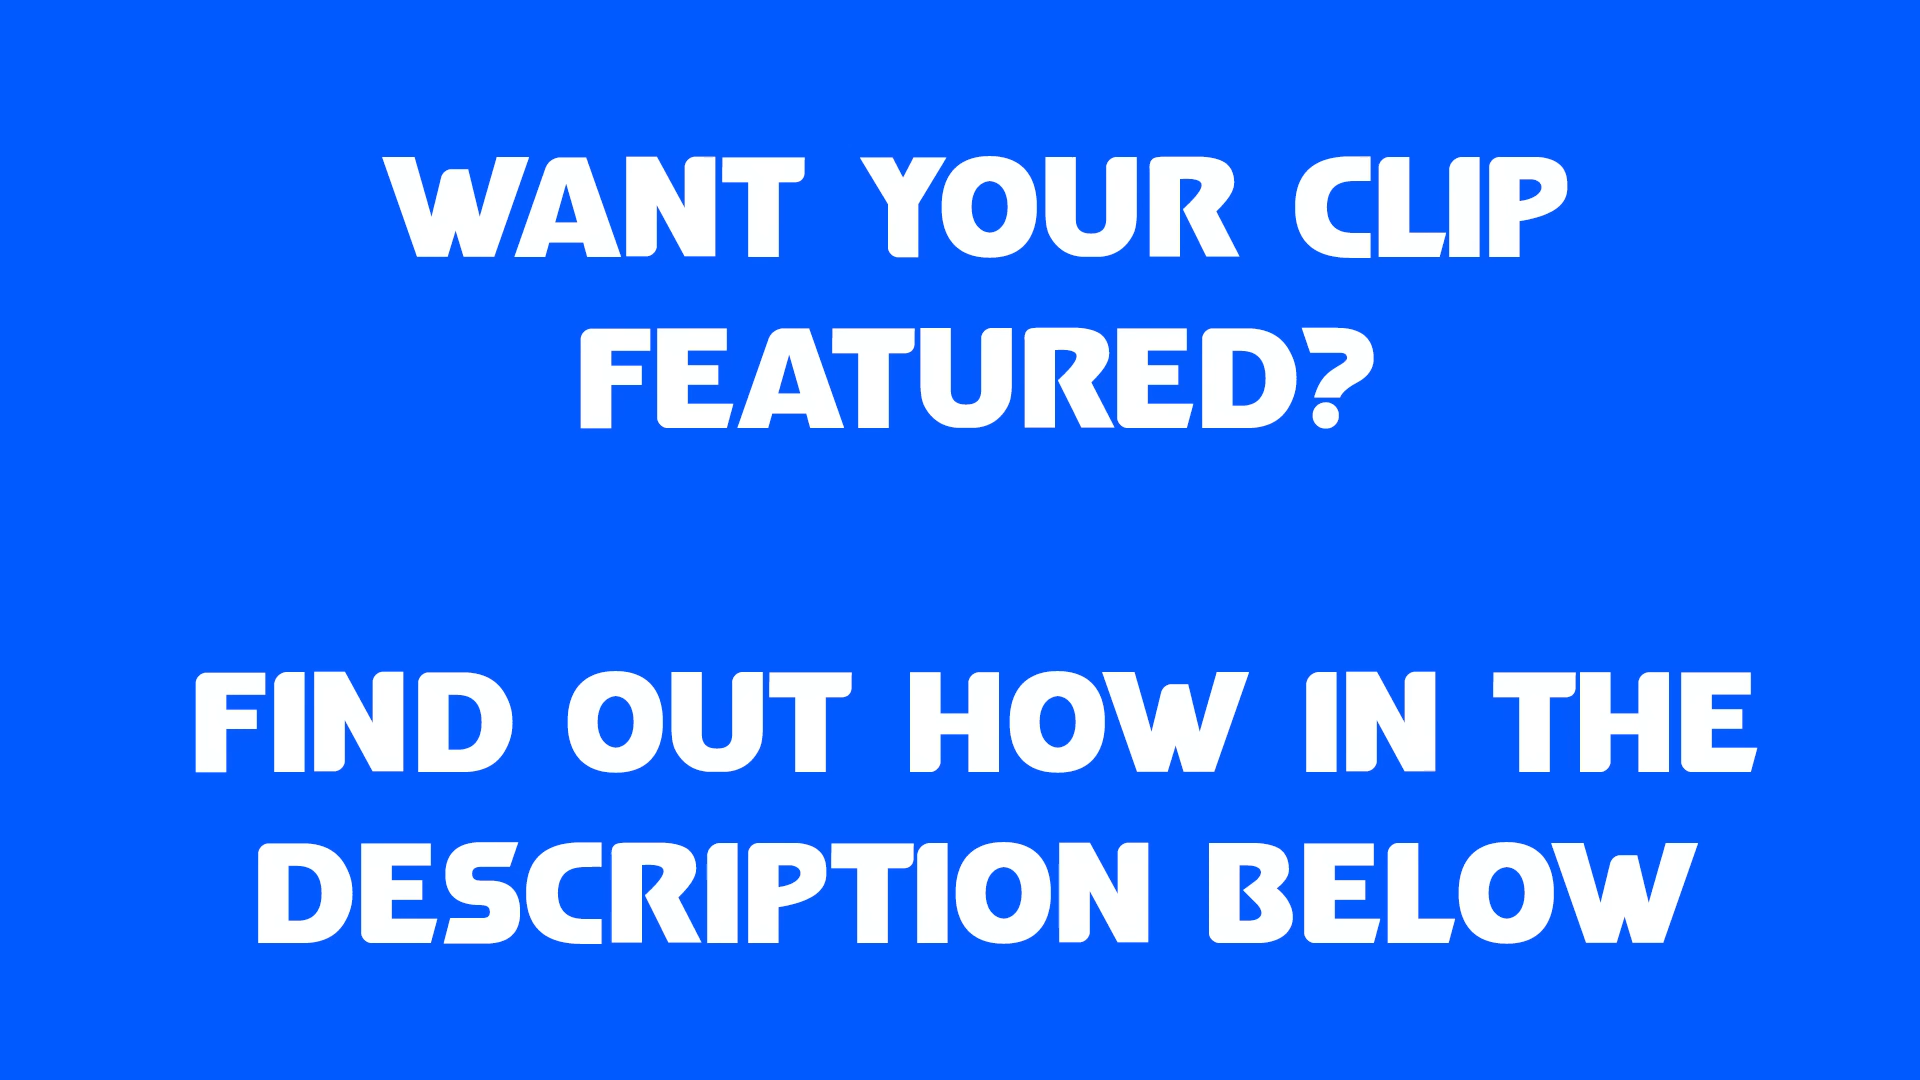 WANT YOUR CLIP
FEATURED?
FIND OUT HOW IN THE
DESCRIPTION BELOW